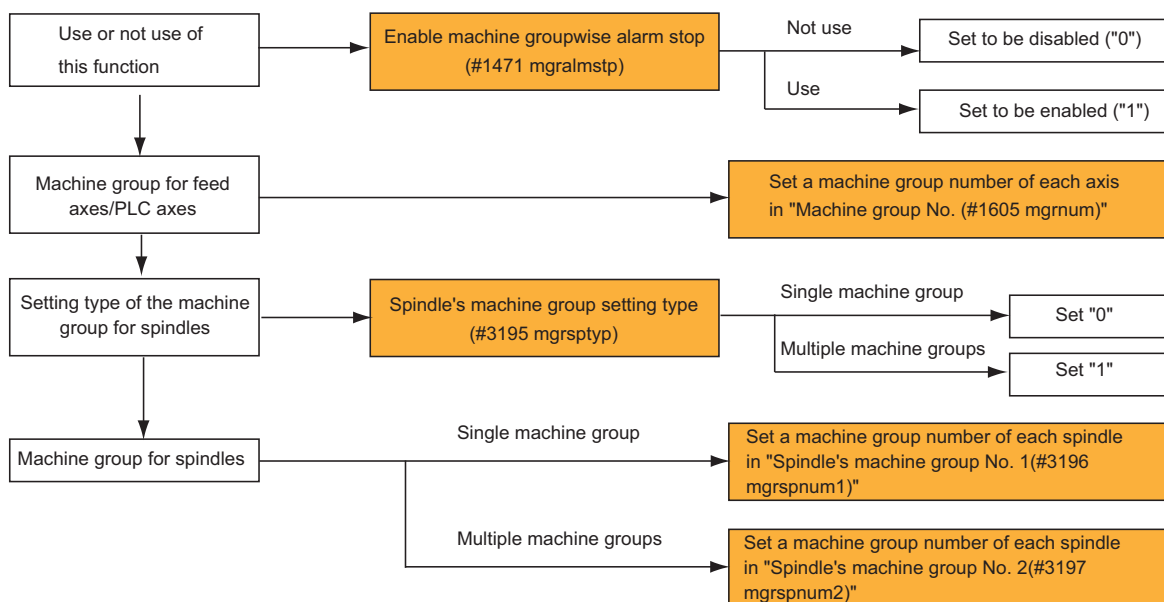 Use or not use of
this function
Enable machine groupwise alarm stop
(#1471 mgralmstp)
Not use
Set to be disabled ("0")
Use
Set to be enabled ("1")
Machine group for feed
axes/PLC axes
Set a machine group number of each axis
in "Machine group No. (#1605 mgrnum)"
Setting type of the machine
group for spindles
Spindle's machine group setting type
(#3195 mgrsptyp)
Single machine group
Set "0"
Multiple machine groups
Set "1"
Machine group for spindles
Single machine group
Set a machine group number of each spindle
in "Spindle's machine group No. 1(#3196
mgrspnum1)"
Multiple machine groups
Set a machine group number of each spindle
in "Spindle's machine group No. 2(#3197
mgrspnum2)"